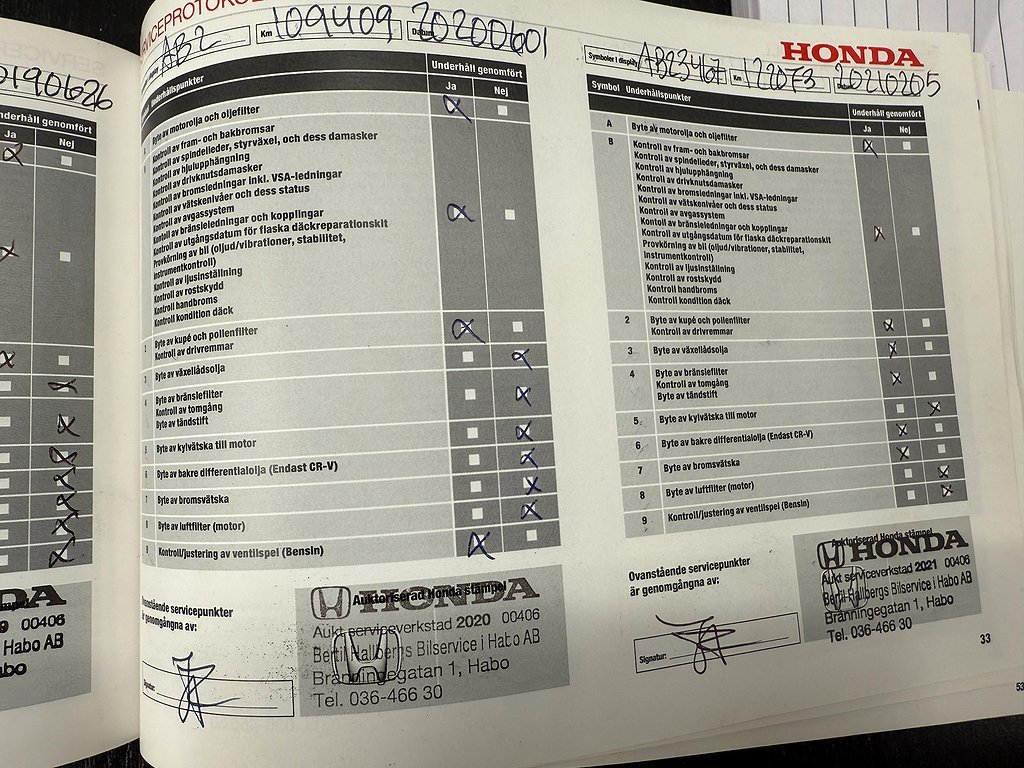 20190626
Underhåll genomfört
Ja Nej
DA
9 00406
i Habo AB
Habo
SERVICEPROTOKOLL
AB2 Km 109409 Datum 20200601
Underhållspunkter Underhåll genomfört
Ja Nej
Byte av motorolja och oljefilter
Kontroll av fram- och bakbromsar
Kontroll av spindelleder, styrväxel, och dess damasker
Kontroll av hjulupphängning
Kontroll av drivknutsdamasker
Kontroll av bromsledningar inkl. VSA-ledningar
Kontroll av vätskenivåer och dess status
Kontroll av avgassystem
Kontoll av bränsleledningar och kopplingar
Kontroll av utgångsdatum för flaska däckreparationskit
Provkörning av bil (oljud/vibrationer, stabilitet,
Instrumentkontroll)
Kontroll av ljusinställning
Kontroll av rostskydd
Kontroll handbroms
Kontroll kondition däck
2 Byte av kupé och pollenfilter
Kontroll av drivremmar
3 Byte av växellådsolja
4 Byte av bränslefilter
Kontroll av tomgång
Byte av tändstift
5 Byte av kylvätska till motor
6 Byte av bakre differentialolja (Endast CR-V)
7 Byte av bromsvätska
8 Byte av luftfilter (motor)
9 Kontroll/justering av ventilspel (Bensin)
Ovanstående servicepunkter
är genomgångna av:
Signatur:
HONDA
Auktoriserad Honda stämpel
Aukt serviceverkstad 2020 00406
Bertil Hallbergs Bilservice i Habo AB
Bränningegatan 1, Habo
Tel. 036-466 30
HONDA
Symboler i display AB23467 Km 122073 20210205
Symbol Underhållspunkter Underhåll genomfört
Ja Nej
A Byte av motorolja och oljefilter
B Kontroll av fram- och bakbromsar
Kontroll av spindelleder, styrväxel, och dess damasker
Kontroll av hjulupphängning
Kontroll av drivknutsdamasker
Kontroll av bromsledningar inkl. VSA-ledningar
Kontroll av vätskenivåer och dess status
Kontroll av avgassystem
Kontoll av bränsleledningar och kopplingar
Kontroll av utgångsdatum för flaska däckreparationskit
Provkörning av bil (oljud/vibrationer, stabilitet,
Instrumentkontroll)
Kontroll av ljusinställning
Kontroll av rostskydd
Kontroll handbroms
Kontroll kondition däck
2 Byte av kupé och pollenfilter
Kontroll av drivremmar
3 Byte av växellådsolja
4 Byte av bränslefilter
Kontroll av tomgång
Byte av tändstift
5 Byte av kylvätska till motor
6 Byte av bakre differentialolja (Endast CR-V)
7 Byte av bromsvätska
8 Byte av luftfilter (motor)
9 Kontroll/justering av ventilspel (Bensin)
Ovanstående servicepunkter
är genomgångna av:
Signatur:
Auktoriserad Honda stämpel
HONDA
Aukt serviceverkstad 2021 00406
Bertil Hallbergs Bilservice i Habo AB
Bränningegatan 1, Habo
Tel. 036-466 30
33
53